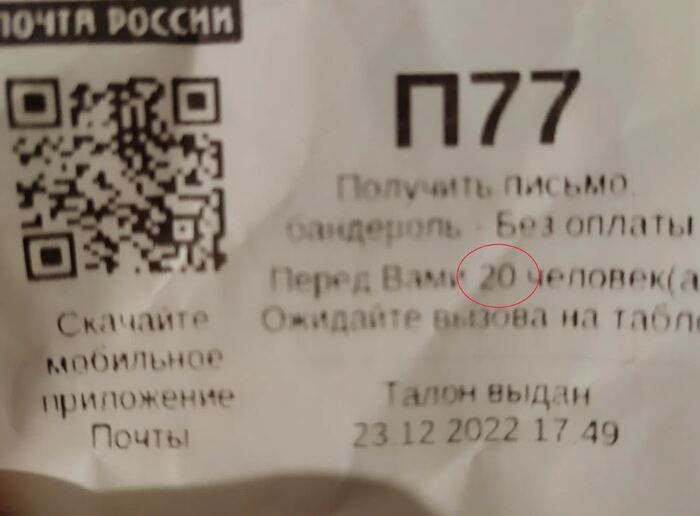 ПОЧТА РОССИИ
П77
Получить письмо,
бандероль - Без оплаты
Перед Вами 20 человек(а
Ожидайте вызова на табло
Скачайте
мобильное
приложение
Почты
Талон выдан
23.12.2022 17:49